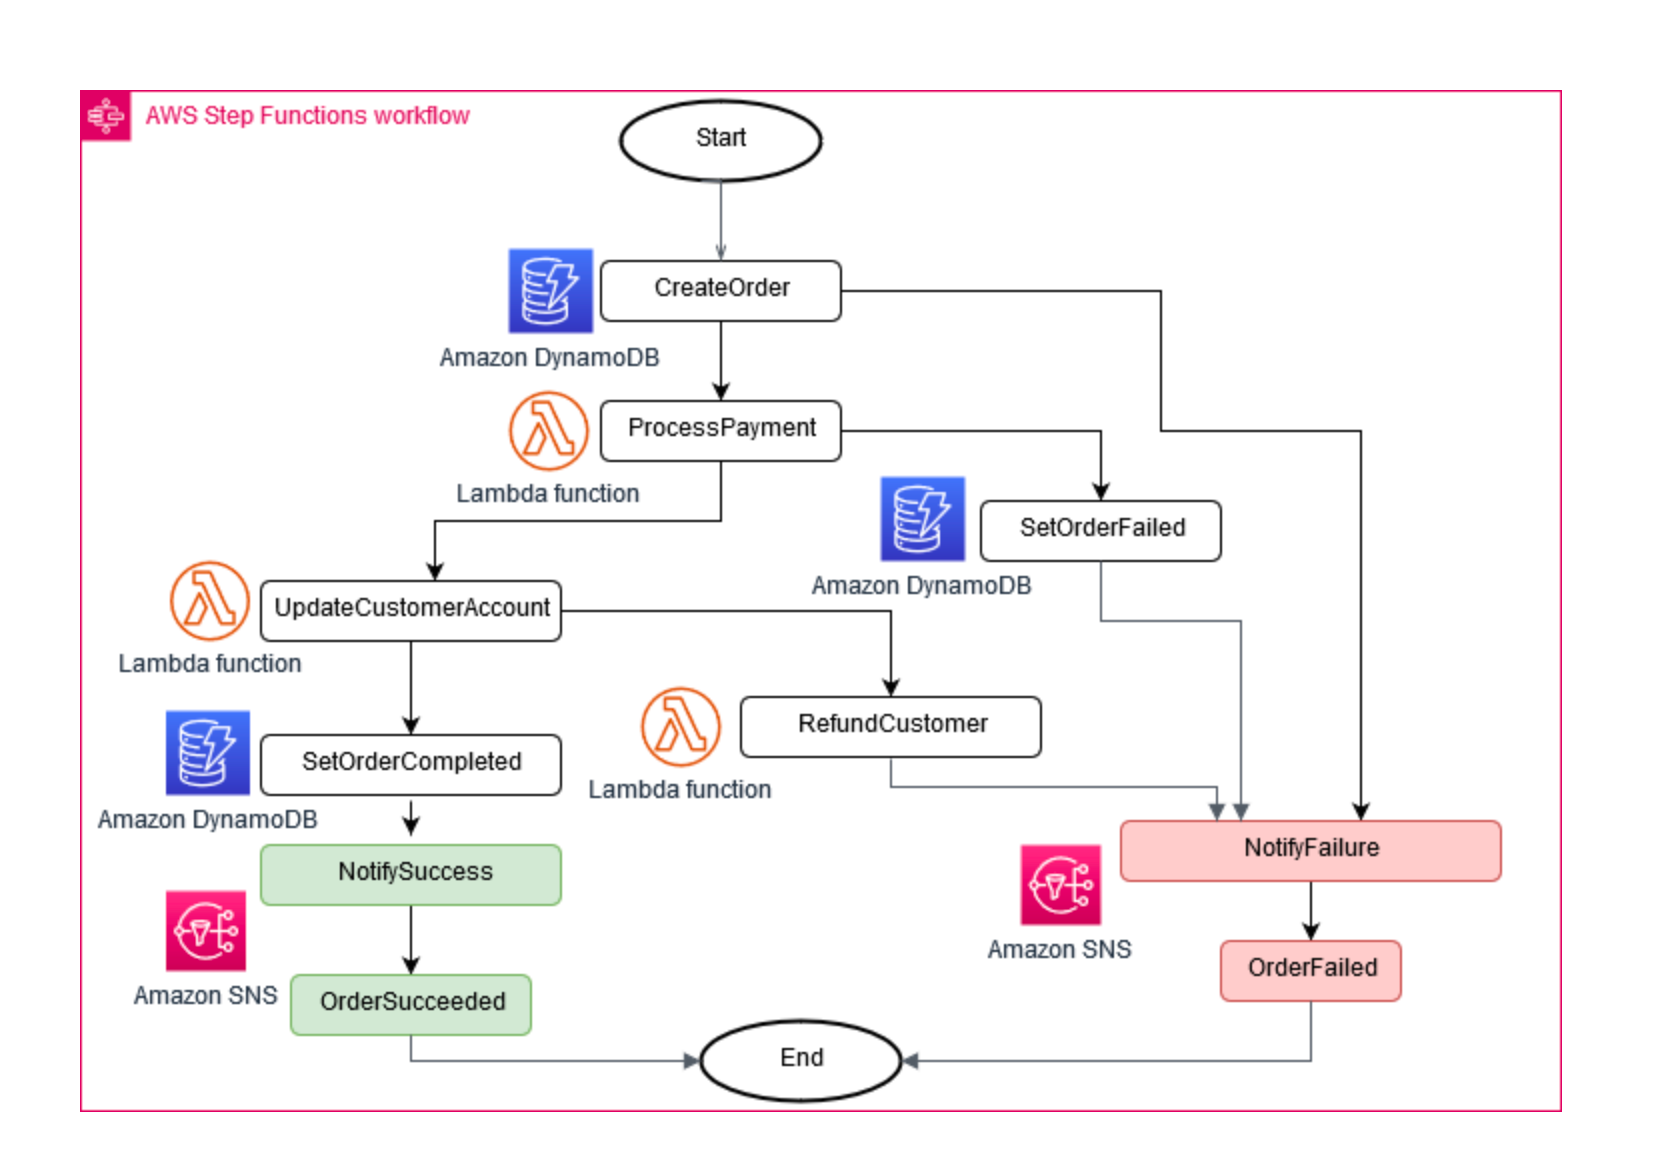 AWS Step Functions workflow
Start
CreateOrder
Amazon DynamoDB
ProcessPayment
Lambda function
SetOrderFailed
Amazon DynamoDB
UpdateCustomerAccount
Lambda function
RefundCustomer
Lambda function
SetOrderCompleted
Amazon DynamoDB
NotifySuccess
NotifyFailure
Amazon SNS
Amazon SNS
OrderFailed
OrderSucceeded
End